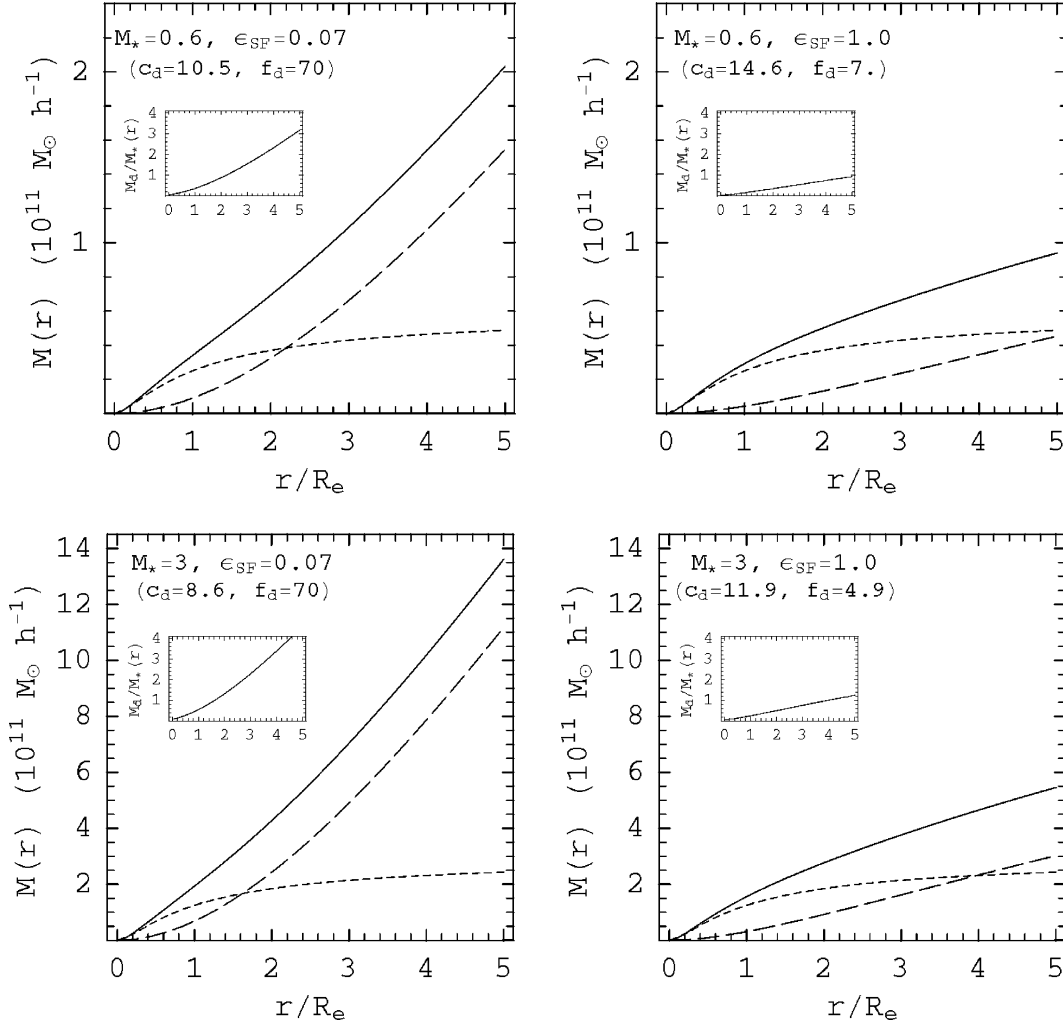 M*=0.6, ϵSF=0.07
(cd=10.5, fd=70)
M(r) (10¹¹ M⊙ h⁻¹)
2
1
Md/M*(r)
4
3
2
1
0 1 2 3 4 5
0 1 2 3 4 5
r/Re
M*=0.6, ϵSF=1.0
(cd=14.6, fd=7.)
M(r) (10¹¹ M⊙ h⁻¹)
2
1
Md/M*(r)
4
3
2
1
0 1 2 3 4 5
0 1 2 3 4 5
r/Re
M*=3, ϵSF=0.07
(cd=8.6, fd=70)
M(r) (10¹¹ M⊙ h⁻¹)
14
12
10
8
6
4
2
Md/M*(r)
4
3
2
1
0 1 2 3 4 5
0 1 2 3 4 5
r/Re
M*=3, ϵSF=1.0
(cd=11.9, fd=4.9)
M(r) (10¹¹ M⊙ h⁻¹)
14
12
10
8
6
4
2
Md/M*(r)
4
3
2
1
0 1 2 3 4 5
0 1 2 3 4 5
r/Re